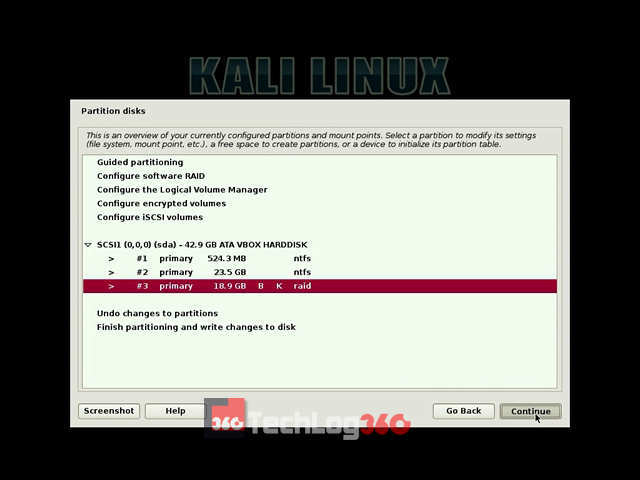 KALI LINUX
Partition disks
This is an overview of your currently configured partitions and mount points. Select a partition to modify its settings
(file system, mount point, etc.), a free space to create partitions, or a device to initialize its partition table.
Guided partitioning
Configure software RAID
Configure the Logical Volume Manager
Configure encrypted volumes
Configure iSCSI volumes
SCSI1 (0,0,0) (sda) - 42.9 GB ATA VBOX HARDDISK
> #1 primary 524.3 MB ntfs
> #2 primary 23.5 GB ntfs
> #3 primary 18.9 GB B K raid
Undo changes to partitions
Finish partitioning and write changes to disk
Screenshot Help Go Back Continue
360 TechLog360